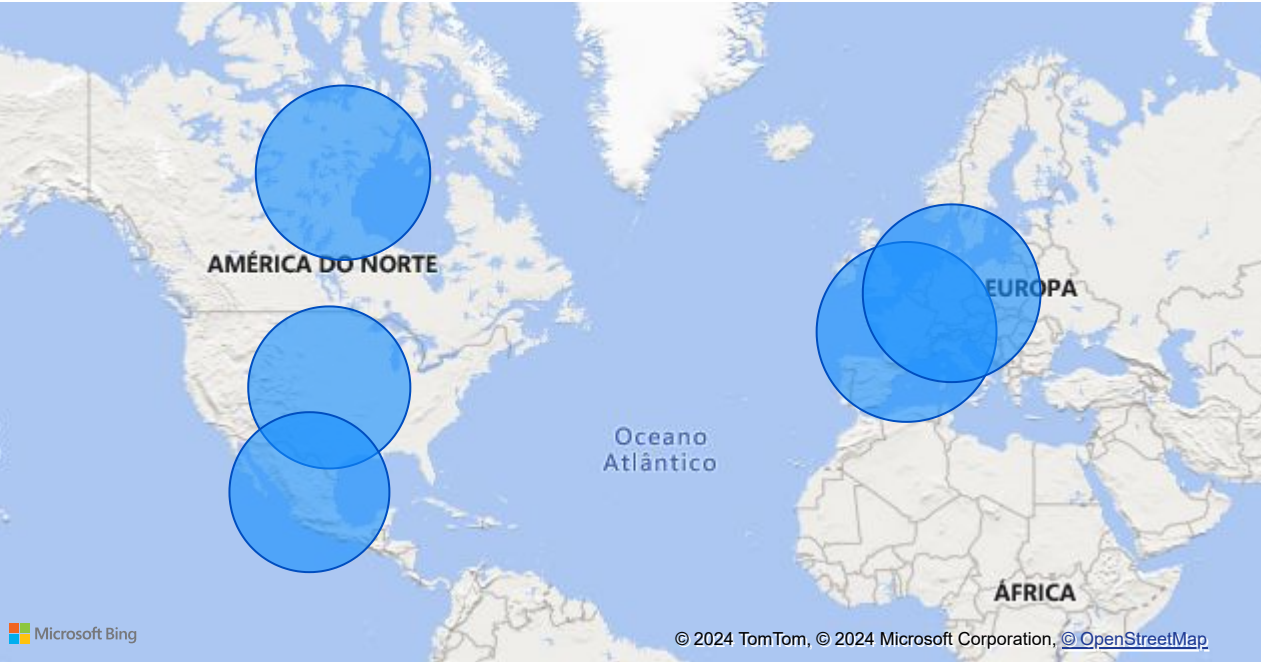 AMÉRICA DO NORTE
EUROPA
Oceano
Atlântico
ÁFRICA
Microsoft Bing
© 2024 TomTom, © 2024 Microsoft Corporation, © OpenStreetMap